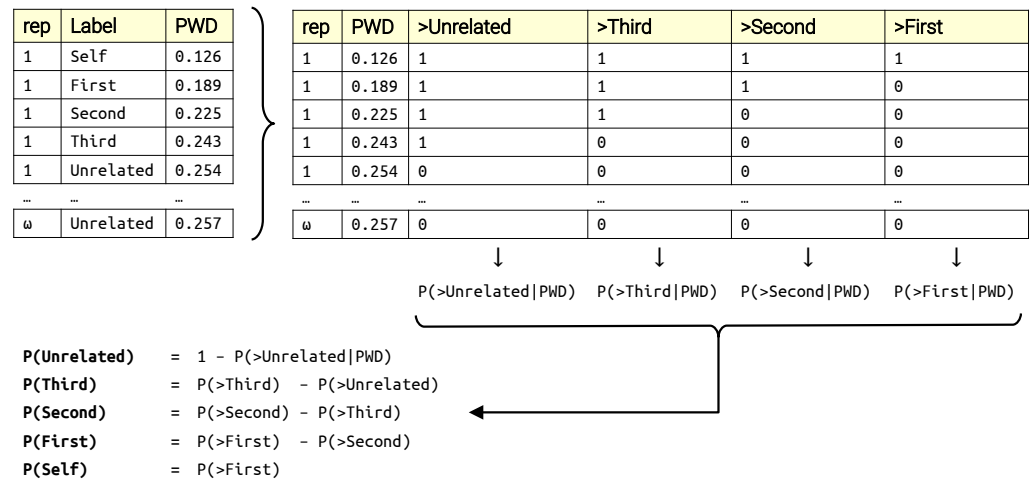 rep Label PWD
1 Self 0.126
1 First 0.189
1 Second 0.225
1 Third 0.243
1 Unrelated 0.254
… … …
ω Unrelated 0.257
rep PWD >Unrelated >Third >Second >First
1 0.126 1 1 1 1
1 0.189 1 1 1 0
1 0.225 1 1 0 0
1 0.243 1 0 0 0
1 0.254 0 0 0 0
… … … … … …
ω 0.257 0 0 0 0
↓ ↓ ↓ ↓
P(>Unrelated|PWD) P(>Third|PWD) P(>Second|PWD) P(>First|PWD)
P(Unrelated) = 1 – P(>Unrelated|PWD)
P(Third) = P(>Third) – P(>Unrelated)
P(Second) = P(>Second) – P(>Third)
P(First) = P(>First) – P(>Second)
P(Self) = P(>First)